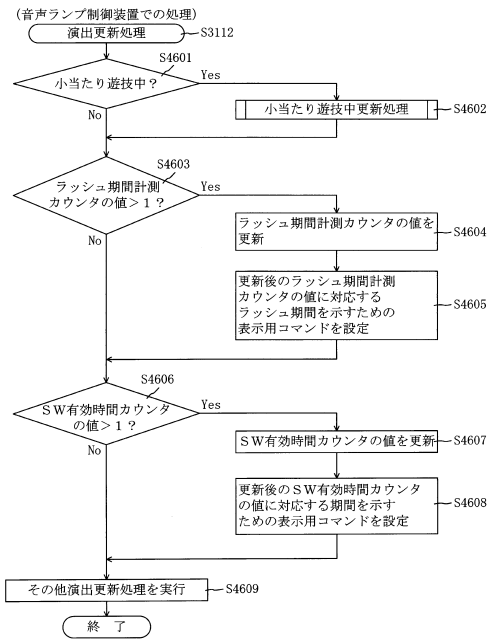 (音声ランプ制御装置での処理)
演出更新処理
S3112
S4601
小当たり遊技中？
Yes
小当たり遊技中更新処理
S4602
No
S4603
ラッシュ期間計測
カウンタの値＞１？
Yes
ラッシュ期間計測カウンタの値を
更新
S4604
No
更新後のラッシュ期間計測
カウンタの値に対応する
ラッシュ期間を示すための
表示用コマンドを設定
S4605
S4606
ＳＷ有効時間カウンタ
の値＞１？
Yes
ＳＷ有効時間カウンタの値を更新
S4607
No
更新後のＳＷ有効時間カウンタ
の値に対応する期間を示す
ための表示用コマンドを設定
S4608
その他演出更新処理を実行
S4609
終 了